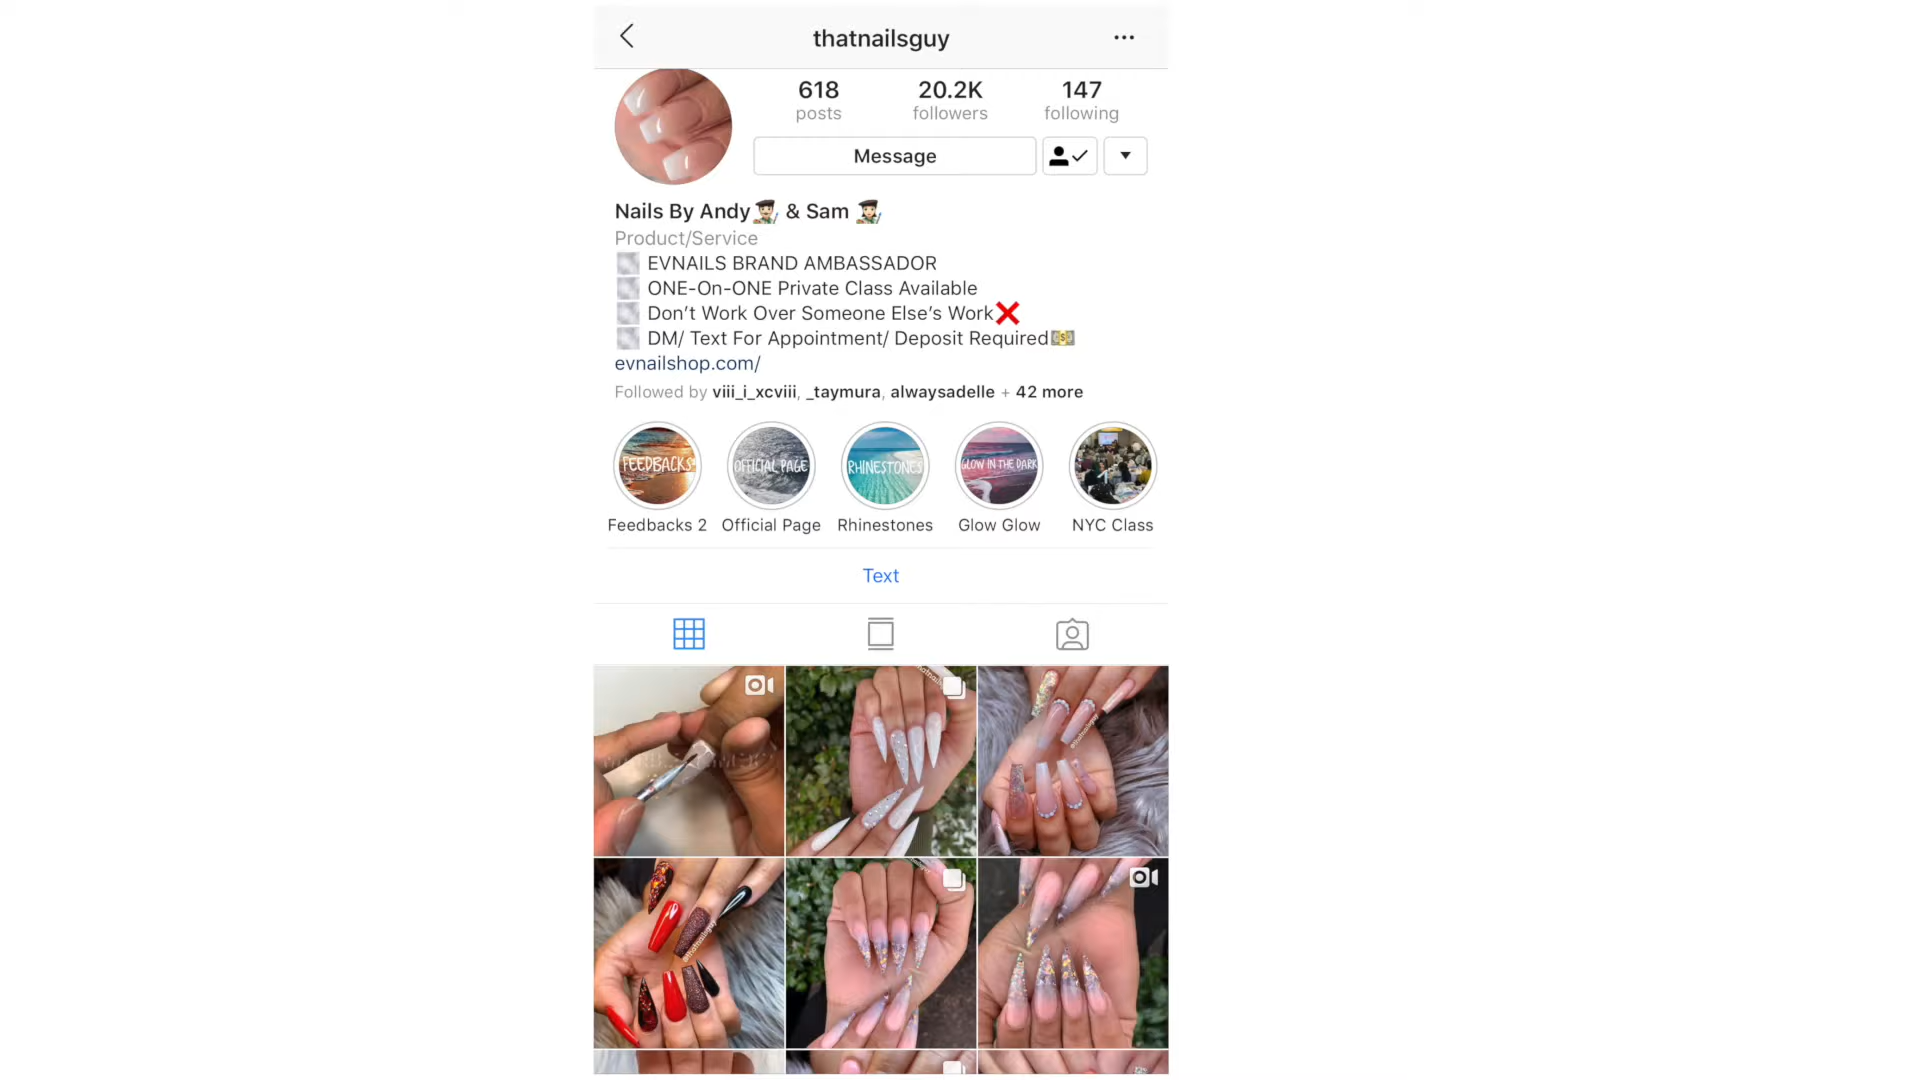 thatnailsguy
618
20.2K
147
posts
followers
following
Message
Nails By Andy & Sam
Product/Service
EVNAILS BRAND AMBASSADOR
ONE-On-ONE Private Class Available
Don’t Work Over Someone Else’s Work
DM/ Text For Appointment/ Deposit Required
evnailshop.com/
Followed by viii_i_xcviii, _taymura, alwaysadelle + 42 more
FEEDBACKS
OFFICIAL PAGE
RHINESTONES
GLOW IN THE DARK
Feedbacks 2
Official Page
Rhinestones
Glow Glow
NYC Class
Text
@thatnailsguy
@thatnailsguy